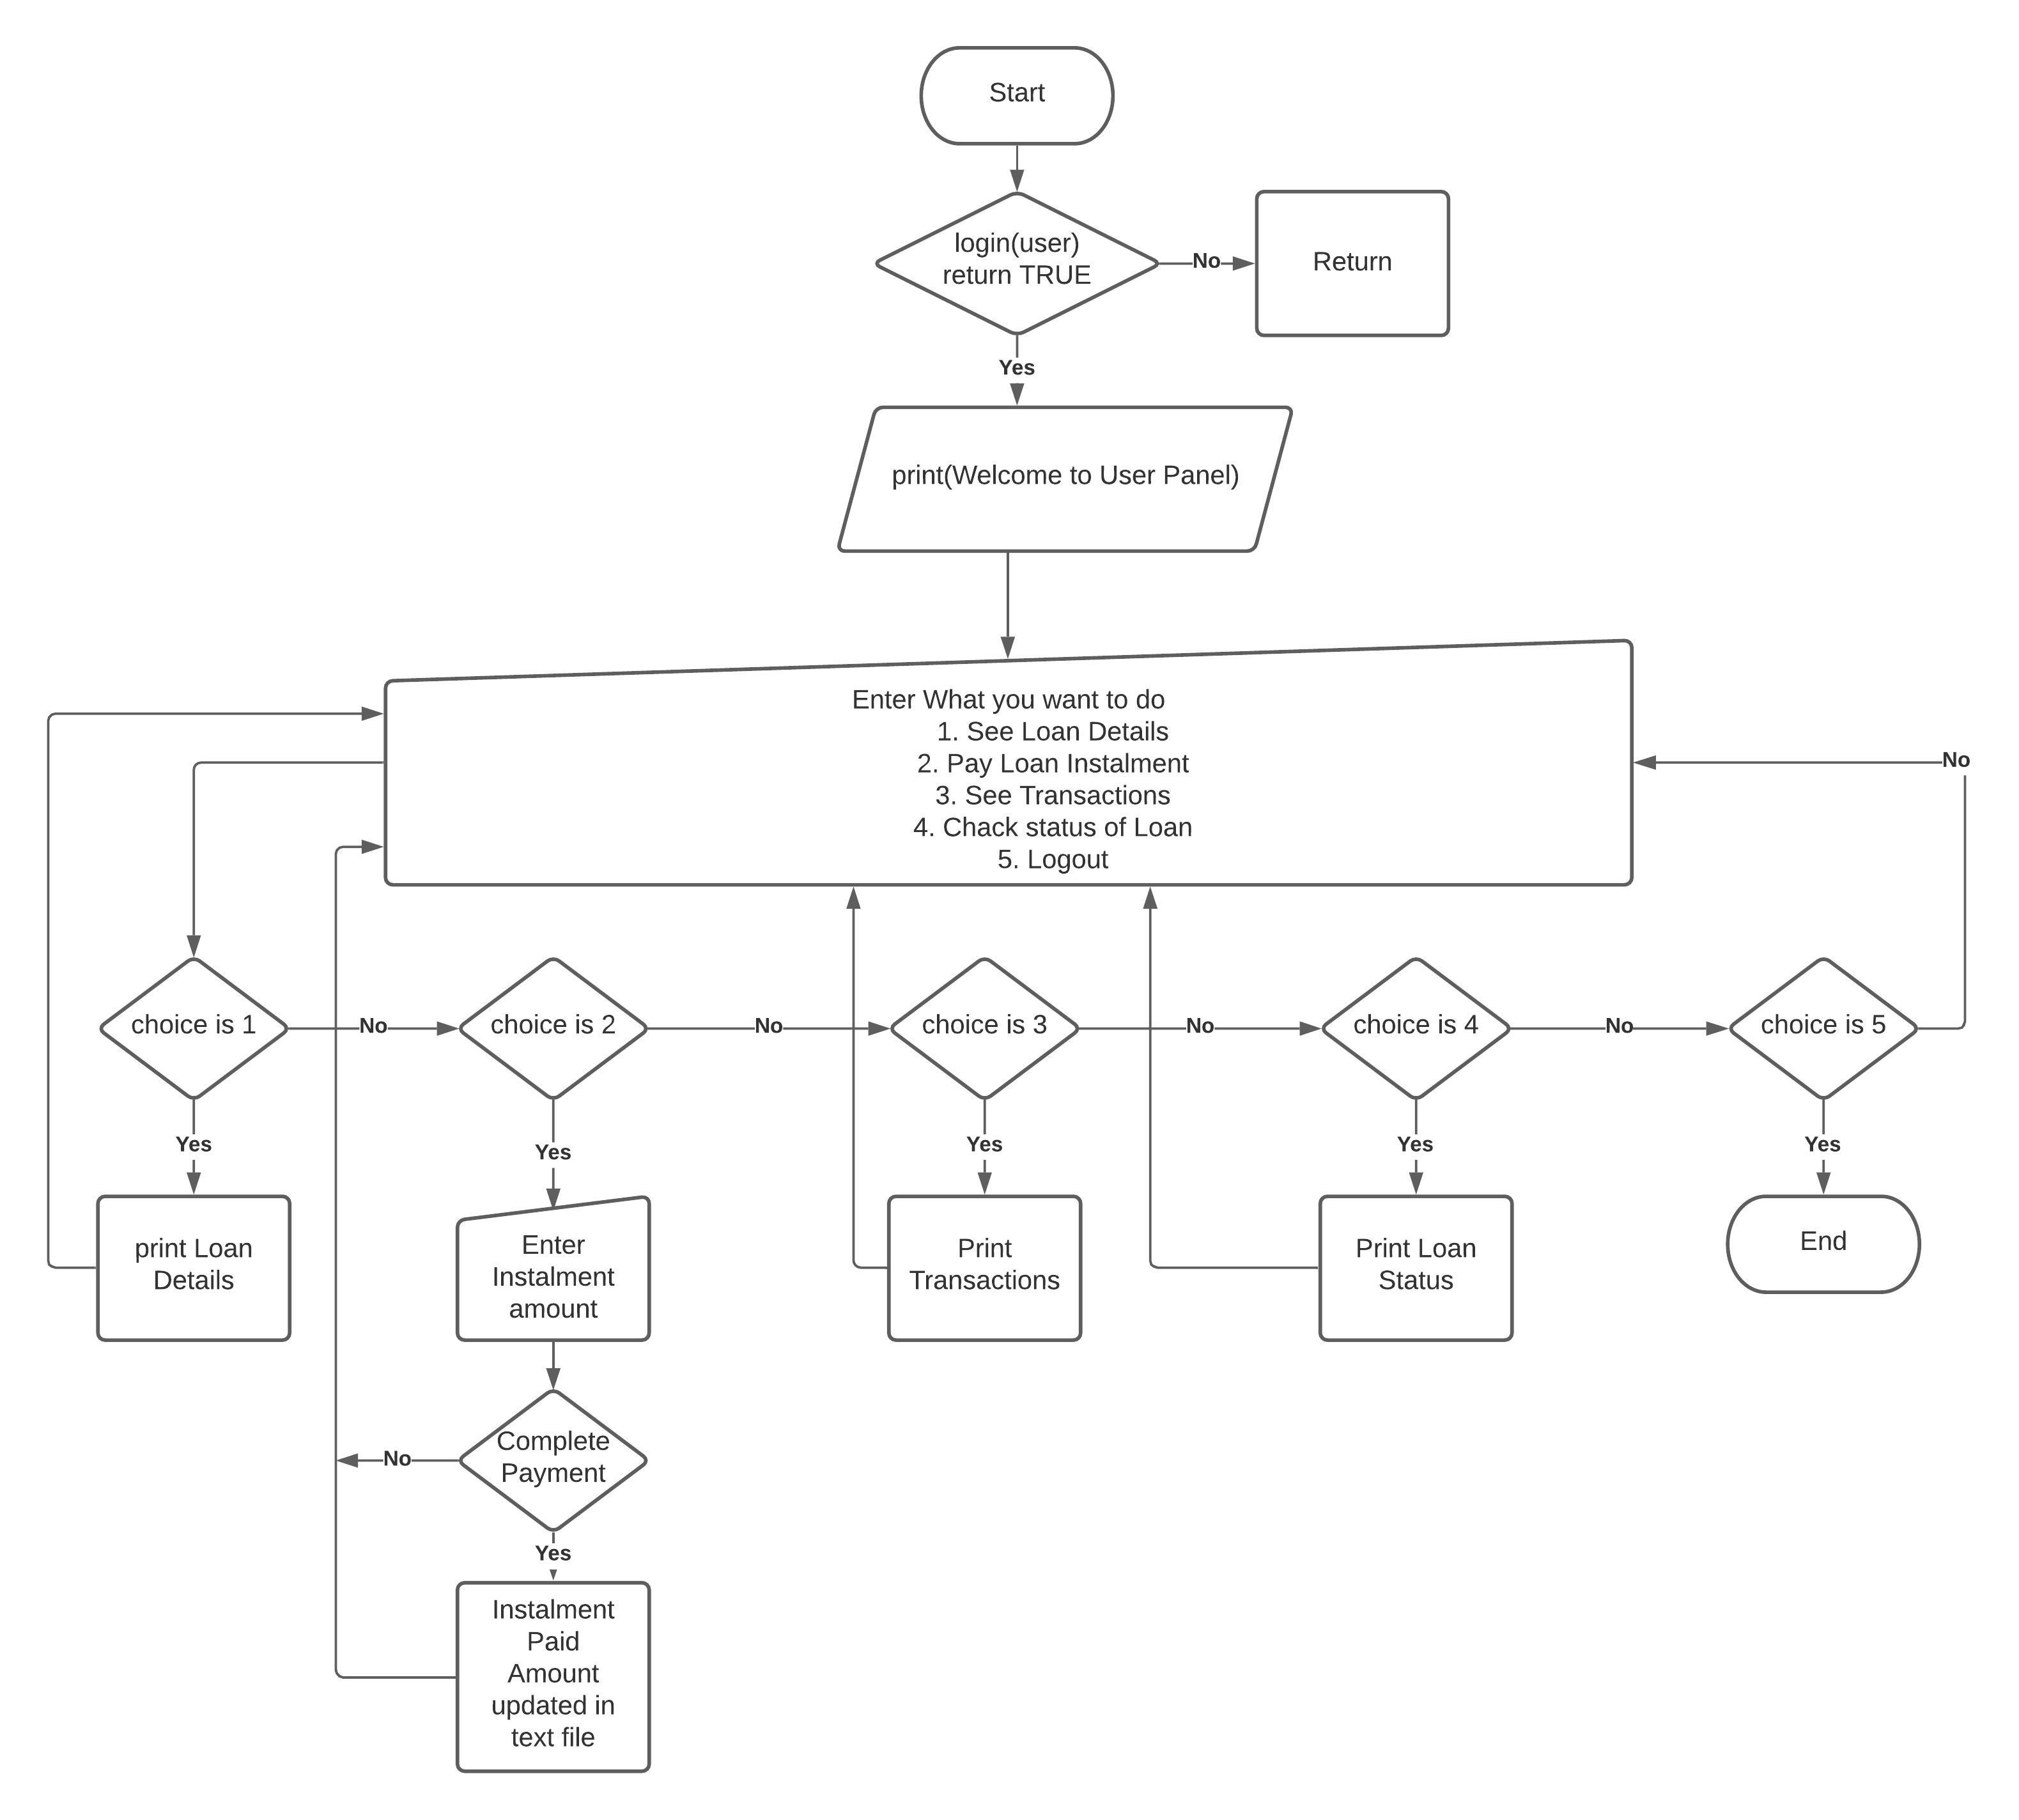 Start
login(user)
return TRUE
No
Return
Yes
print(Welcome to User Panel)
Enter What you want to do
1. See Loan Details
2. Pay Loan Instalment
3. See Transactions
4. Chack status of Loan
5. Logout
No
choice is 1
No
choice is 2
No
choice is 3
No
choice is 4
No
choice is 5
Yes
Yes
Yes
Yes
Yes
print Loan
Details
Enter
Instalment
amount
Print
Transactions
Print Loan
Status
End
Complete
Payment
No
Yes
Instalment
Paid
Amount
updated in
text file